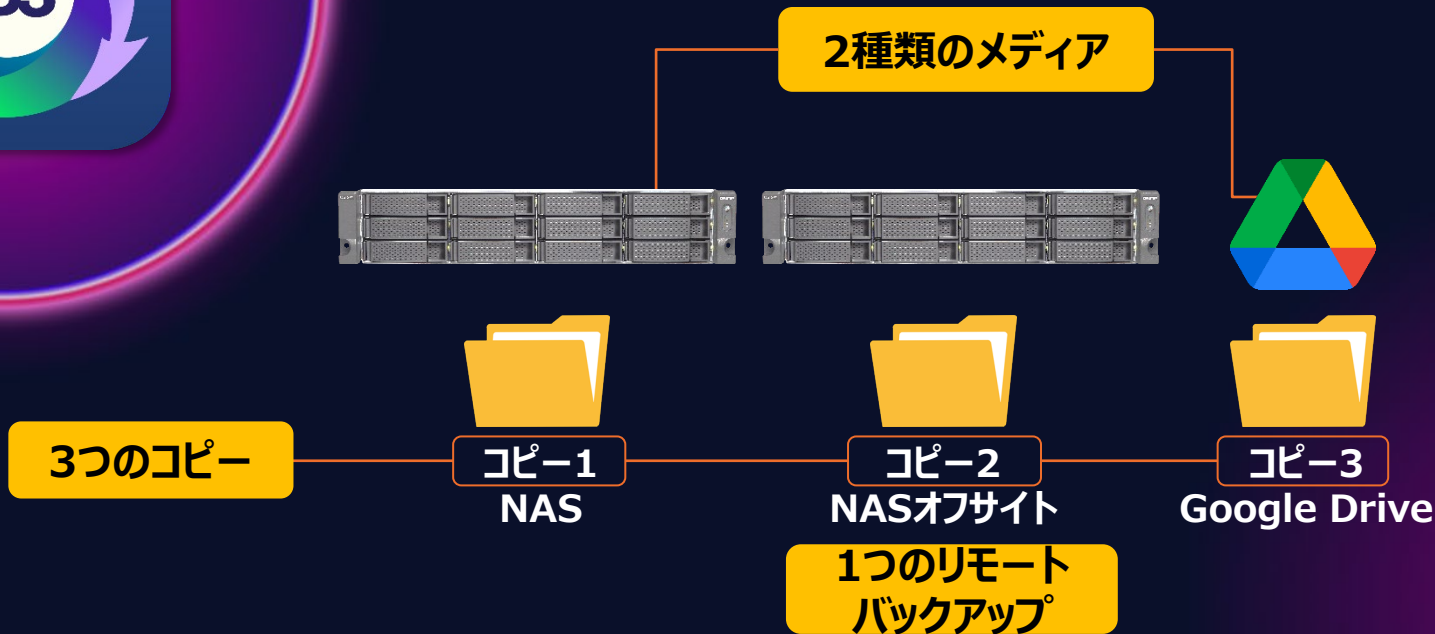 2種類のメディア
3つのコピー
コピー1
NAS
コピー2
NASオフサイト
コピー3
Google Drive
1つのリモート
バックアップ